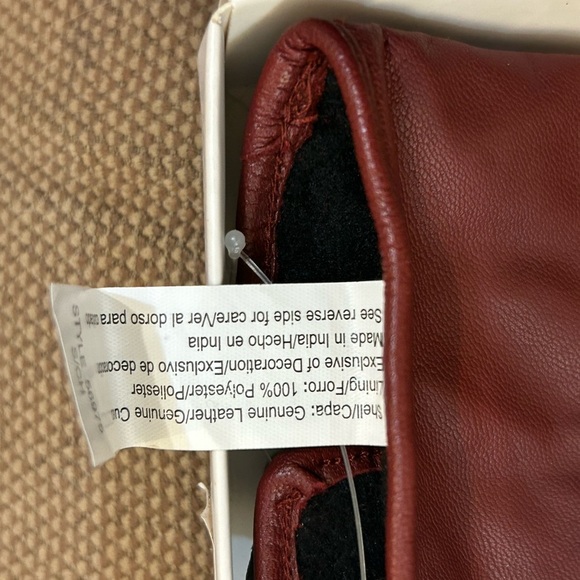 Shell/Capa: Genuine Leather/Genuine
Lining/Forro: 100% Polyester/Poliester
Exclusive of Decoration/Exclusivo de
Made in India/Hecho en India
See reverse side for care/Ver al dorso para
STYLE